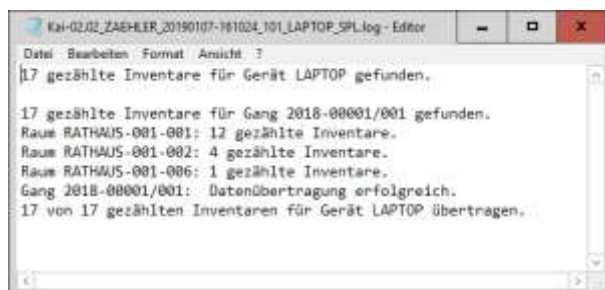 Kai-02.02_ZAEHLER_20190107-161024_101_LAPTOP_SPL.log - Editor
Datei Bearbeiten Format Ansicht ?
17 gezählte Inventare für Gerät LAPTOP gefunden.
17 gezählte Inventare für Gang 2018-00001/001 gefunden.
Raum RATHAUS-001-001: 12 gezählte Inventare.
Raum RATHAUS-001-002: 4 gezählte Inventare.
Raum RATHAUS-001-006: 1 gezählte Inventare.
Gang 2018-00001/001: Datenübertragung erfolgreich.
17 von 17 gezählten Inventaren für Gerät LAPTOP übertragen.